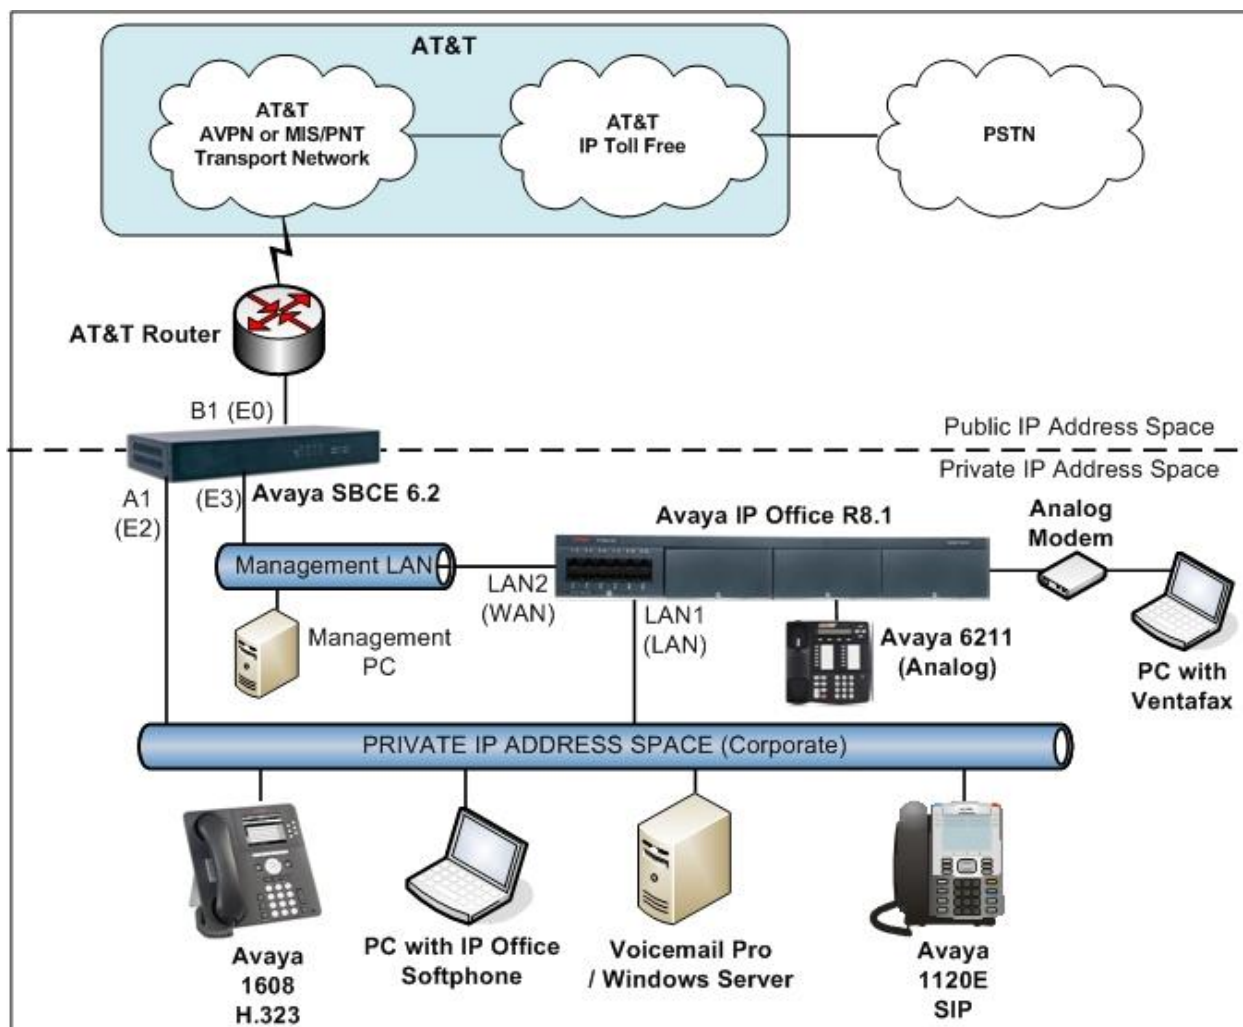 AT&T
AT&T
AVPN or MIS/PNT
Transport Network
AT&T
IP Toll Free
PSTN
AT&T Router
B1 (E0)
Public IP Address Space
Private IP Address Space
A1
(E2)
(E3)
Avaya SBCE 6.2
Avaya IP Office R8.1
Analog
Modem
Management LAN
LAN2
(WAN)
LAN1
(LAN)
Management
PC
Avaya 6211
(Analog)
PC with
Ventafax
PRIVATE IP ADDRESS SPACE (Corporate)
Avaya
1608
H.323
PC with IP Office
Softphone
Voicemail Pro
/ Windows Server
Avaya
1120E
SIP